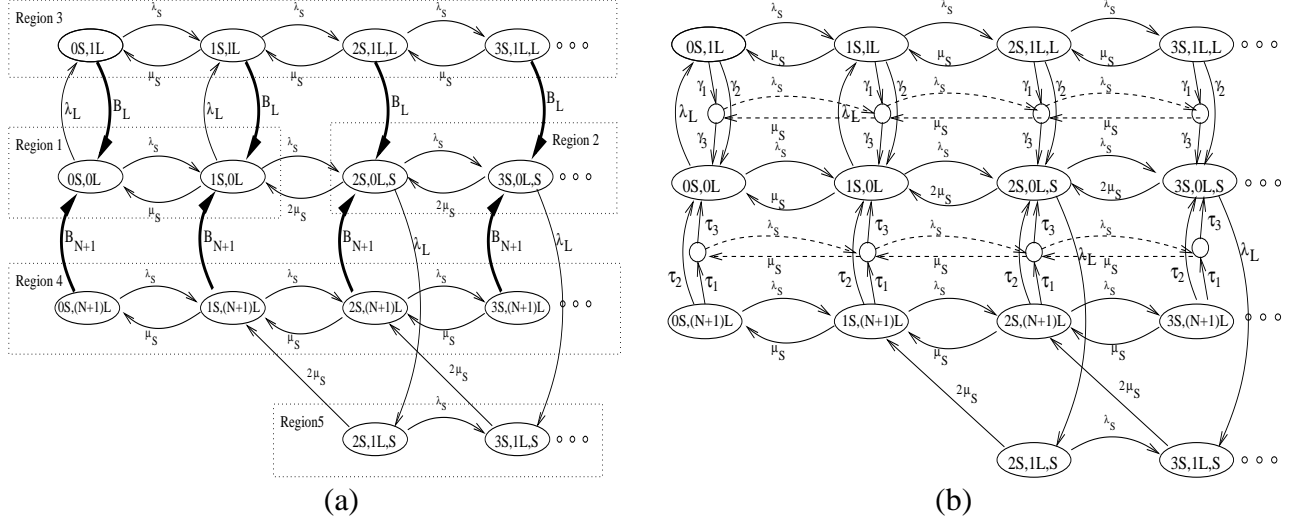 Region 3
λS λS λS
0S,1L 1S,lL 2S,1L,L 3S,1L,L
μS μS μS
λL BL λL BL BL BL
Region 1
Region 2
λS λS λS
0S,0L 1S,0L 2S,0L,S 3S,0L,S
μS 2μS 2μS
BN+1 BN+1 BN+1 BN+1 λL λL
Region 4
λS λS λS
0S,(N+1)L 1S,(N+1)L 2S,(N+1)L 3S,(N+1)L
μS μS μS
2μS 2μS
Region5
λS
2S,1L,S 3S,1L,S
(a)
λS λS λS
0S,1L 1S,lL 2S,1L,L 3S,1L,L
μS μS μS
γ1 γ2 γ1 γ2 γ1 γ2 γ1 γ2
λS λS λS
λL λL
μS μS μS
γ3 γ3 γ3 γ3
λS λS λS
0S,0L 1S,0L 2S,0L,S 3S,0L,S
μS 2μS 2μS
τ3 τ3 τ3 τ3
λS λS λS
λL λL
μS μS μS
τ2 τ1 τ2 τ1 τ2 τ1 τ2 τ1
λS λS λS
0S,(N+1)L 1S,(N+1)L 2S,(N+1)L 3S,(N+1)L
μS μS μS
2μS 2μS
λS
2S,1L,S 3S,1L,S
(b)